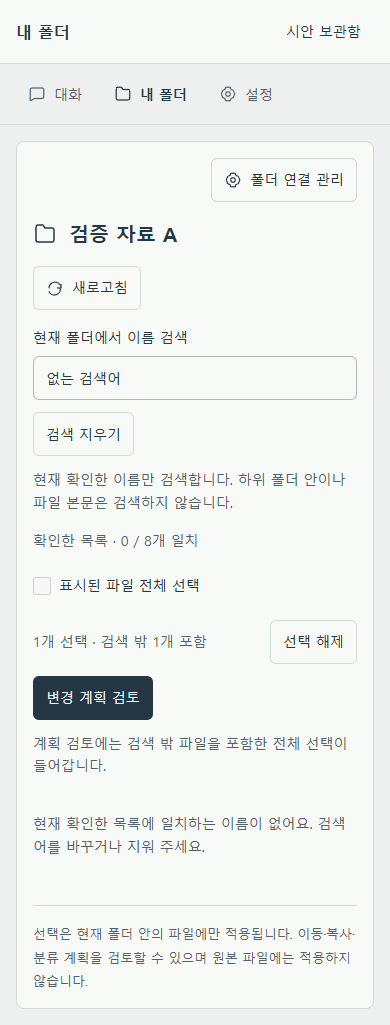 내 폴더
시안 보관함
대화
내 폴더
설정
폴더 연결 관리
검증 자료 A
새로고침
현재 폴더에서 이름 검색
없는 검색어
검색 지우기
현재 확인한 이름만 검색합니다. 하위 폴더 안이나
파일 본문은 검색하지 않습니다.
확인한 목록 · 0 / 8개 일치
표시된 파일 전체 선택
1개 선택 · 검색 밖 1개 포함
선택 해제
변경 계획 검토
계획 검토에는 검색 밖 파일을 포함한 전체 선택이
들어갑니다.
현재 확인한 목록에 일치하는 이름이 없어요. 검색
어를 바꾸거나 지워 주세요.
선택은 현재 폴더 안의 파일에만 적용됩니다. 이동·복사·
분류 계획을 검토할 수 있으며 원본 파일에는 적용하지
않습니다.